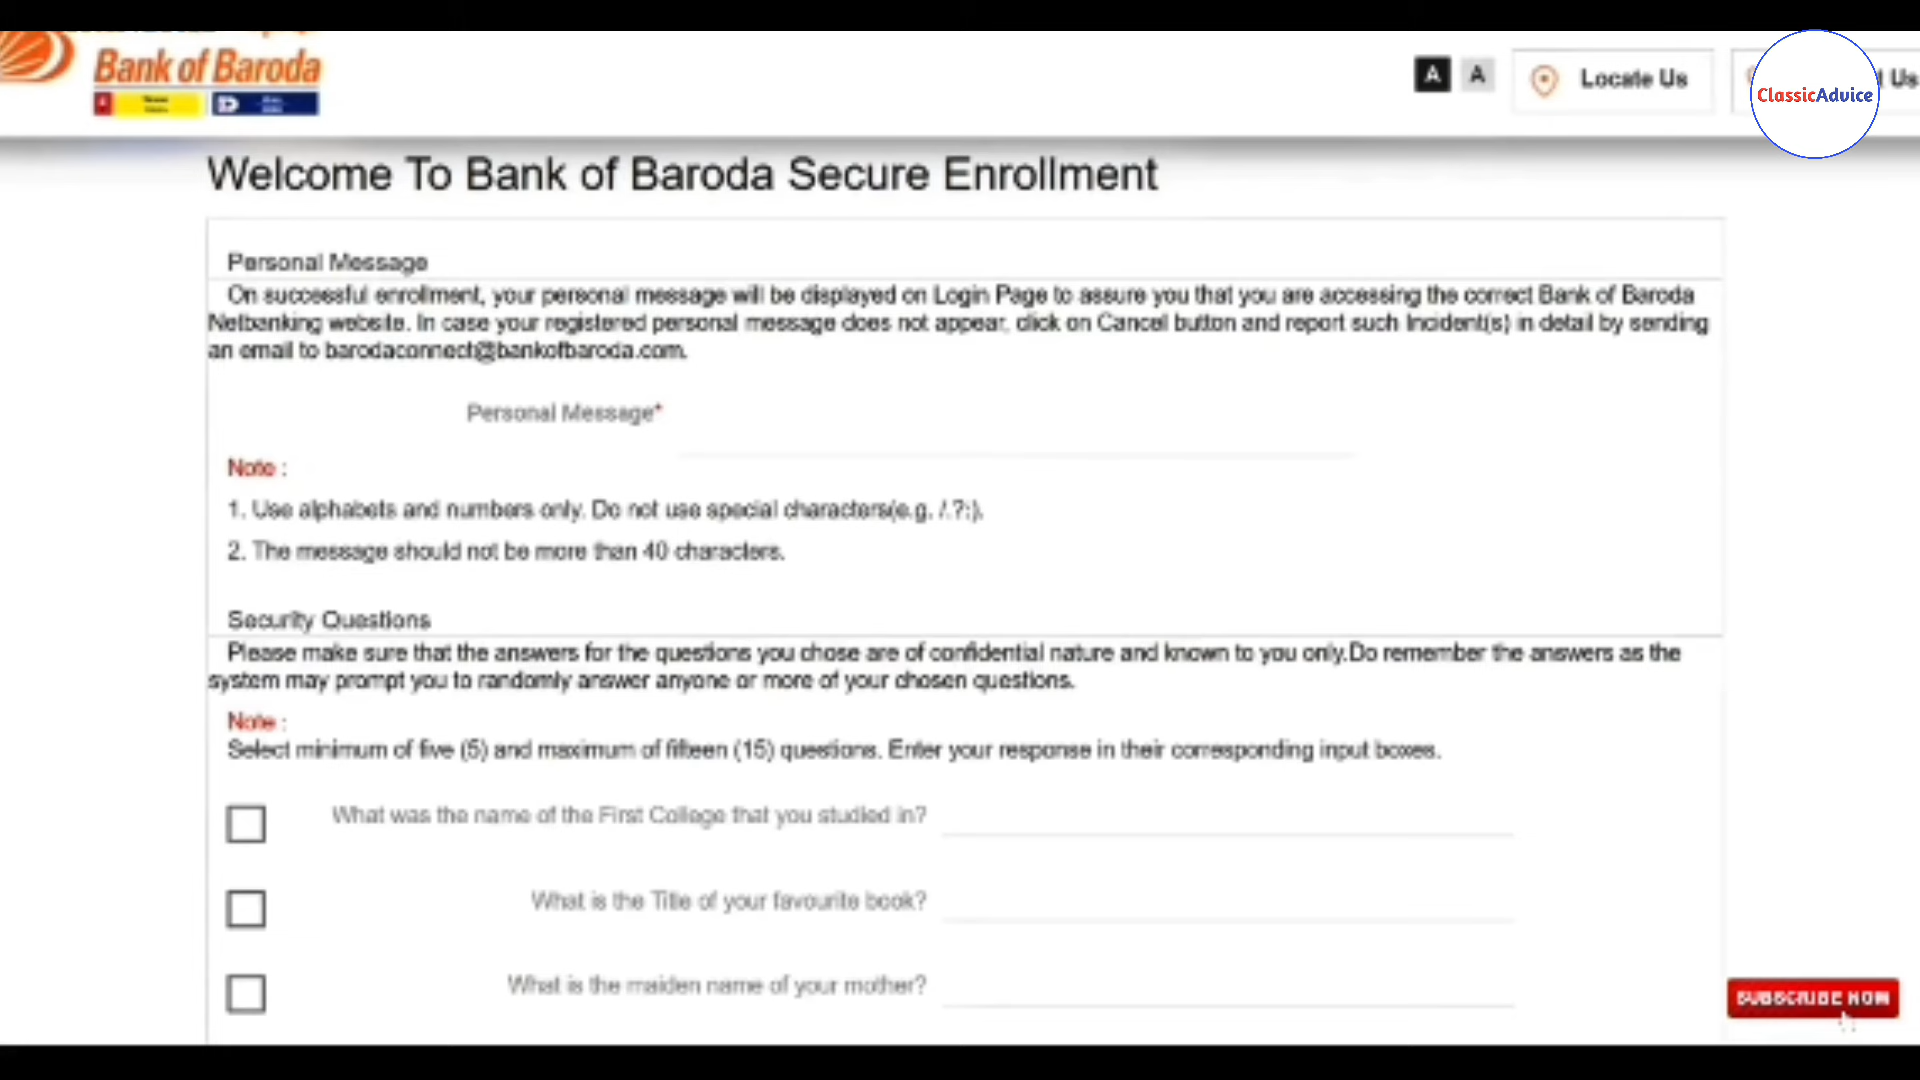 Bank of Baroda
A A Locate Us
Us
ClassicAdvice
Welcome To Bank of Baroda Secure Enrollment
Personal Message
On successful enrollment, your personal message will be displayed on Login Page to assure you that you are accessing the correct Bank of Baroda
Netbanking website. In case your registered personal message does not appear, click on Cancel button and report such Incident(s) in detail by sending
an email to barodaconnect@bankofbaroda.com.
Personal Message*
Note :
1. Use alphabets and numbers only. Do not use special characters(e.g. /.?:).
2. The message should not be more than 40 characters.
Security Questions
Please make sure that the answers for the questions you chose are of confidential nature and known to you only.Do remember the answers as the
system may prompt you to randomly answer anyone or more of your chosen questions.
Note :
Select minimum of five (5) and maximum of fifteen (15) questions. Enter your response in their corresponding input boxes.
What was the name of the First College that you studied in?
What is the Title of your favourite book?
What is the maiden name of your mother?
SUBSCRIBE NOW